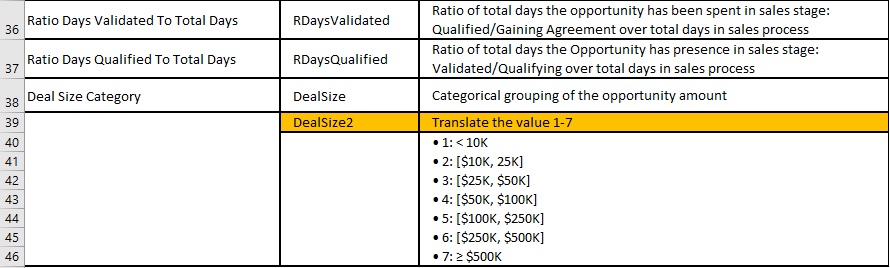 36 Ratio Days Validated To Total Days RDaysValidated Ratio of total days the opportunity has been spent in sales stage:
Qualified/Gaining Agreement over total days in sales process
37 Ratio Days Qualified To Total Days RDaysQualified Ratio of total days the Opportunity has presence in sales stage:
Validated/Qualifying over total days in sales process
38 Deal Size Category DealSize Categorical grouping of the opportunity amount
39 DealSize2 Translate the value 1-7
40 • 1: < 10K
41 • 2: [$10K, 25K]
42 • 3: [$25K, $50K]
43 • 4: [$50K, $100K]
44 • 5: [$100K, $250K]
45 • 6: [$250K, $500K]
46 • 7: ≥ $500K